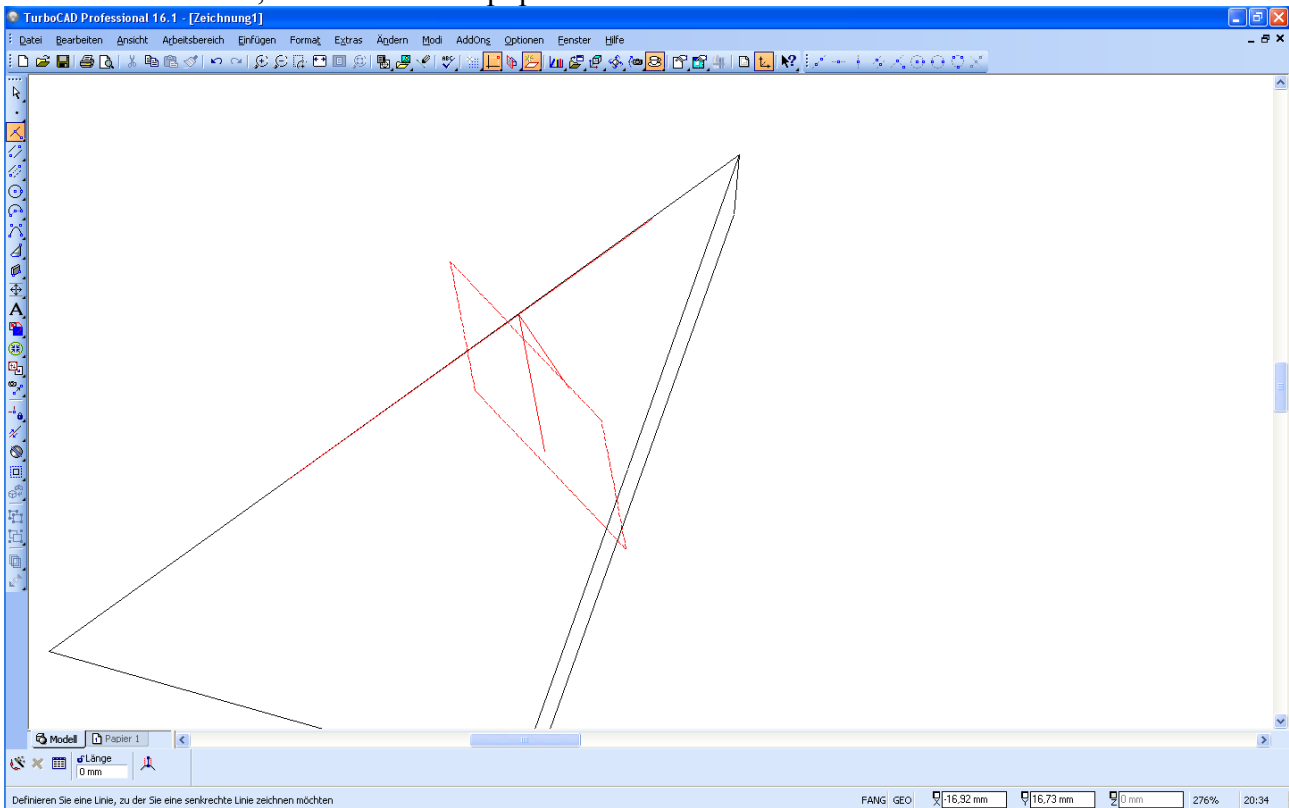 TurboCAD Professional 16.1 - [Zeichnung1]
Datei Bearbeiten Ansicht Arbeitsbereich Einfügen Format Extras Ändern Modi AddOns Optionen Fenster Hilfe
Modell Papier 1
Länge
0 mm
Definieren Sie eine Linie, zu der Sie eine senkrechte Linie zeichnen möchten FANG GEO -16,92 mm 16,73 mm 0 mm 276% 20:34